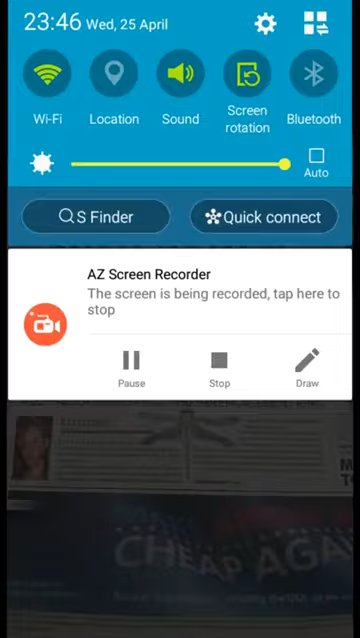 23:46 Wed, 25 April
Wi-Fi
Location
Sound
Screen rotation
Bluetooth
Auto
S Finder
Quick connect
AZ Screen Recorder
The screen is being recorded, tap here to
stop
Pause
Stop
Draw
CHEAP AGA